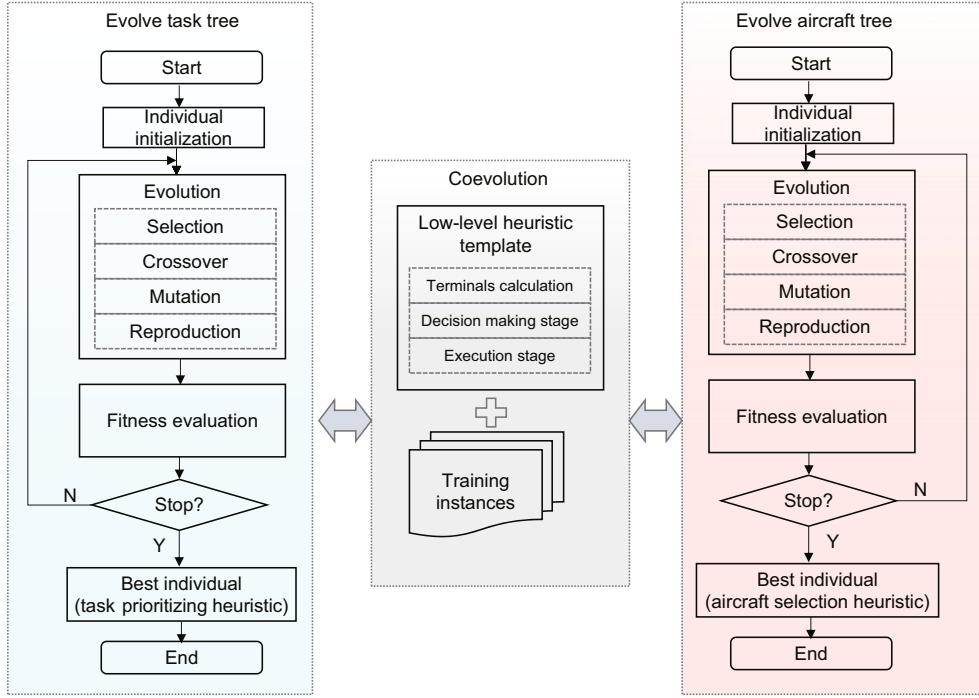 Evolve task tree
Start
Individual
initialization
Evolution
Selection
Crossover
Mutation
Reproduction
Fitness evaluation
Stop?
N
Y
Best individual
(task prioritizing heuristic)
End
Coevolution
Low-level heuristic
template
Terminals calculation
Decision making stage
Execution stage
Training
instances
Evolve aircraft tree
Start
Individual
initialization
Evolution
Selection
Crossover
Mutation
Reproduction
Fitness evaluation
Stop?
N
Y
Best individual
(aircraft selection heuristic)
End